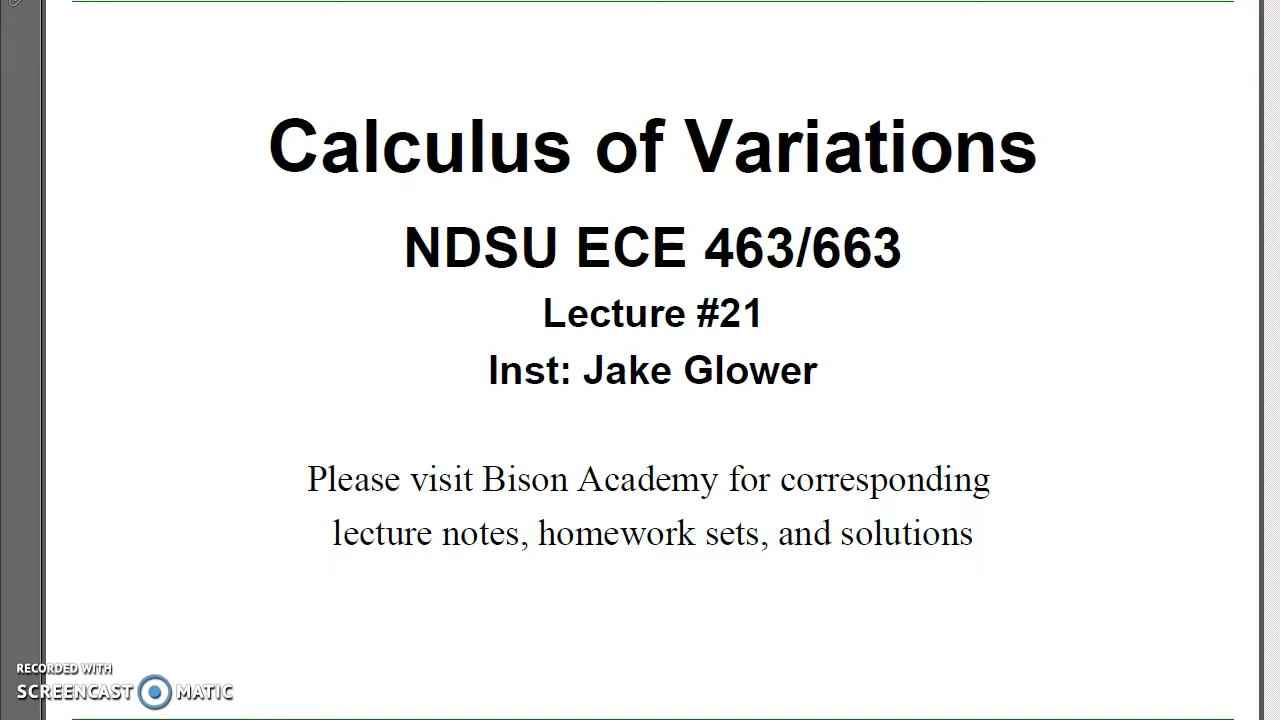 Calculus of Variations
NDSU ECE 463/663
Lecture #21
Inst: Jake Glower
Please visit Bison Academy for corresponding
lecture notes, homework sets, and solutions
RECORDED WITH
SCREENCAST MATIC